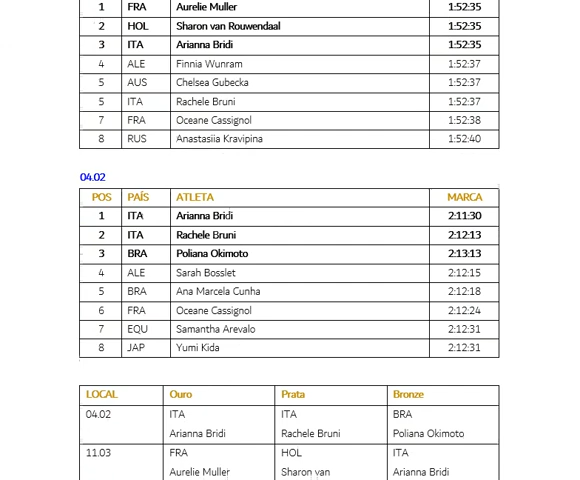 1 FRA Aurelie Muller 1:52:35
2 HOL Sharon van Rouwendaal 1:52:35
3 ITA Arianna Bridi 1:52:35
4 ALE Finnia Wunram 1:52:37
5 AUS Chelsea Gubecka 1:52:37
5 ITA Rachele Bruni 1:52:37
7 FRA Oceane Cassignol 1:52:38
8 RUS Anastasiia Kravipina 1:52:40
04.02
POS PAÍS ATLETA MARCA
1 ITA Arianna Bridi 2:11:30
2 ITA Rachele Bruni 2:12:13
3 BRA Poliana Okimoto 2:13:13
4 ALE Sarah Bosslet 2:12:15
5 BRA Ana Marcela Cunha 2:12:18
6 FRA Oceane Cassignol 2:12:24
7 EQU Samantha Arevalo 2:12:31
8 JAP Yumi Kida 2:12:31
LOCAL Ouro Prata Bronze
04.02 ITA ITA BRA
Arianna Bridi Rachele Bruni Poliana Okimoto
11.03 FRA HOL ITA
Aurelie Muller Sharon van Arianna Bridi